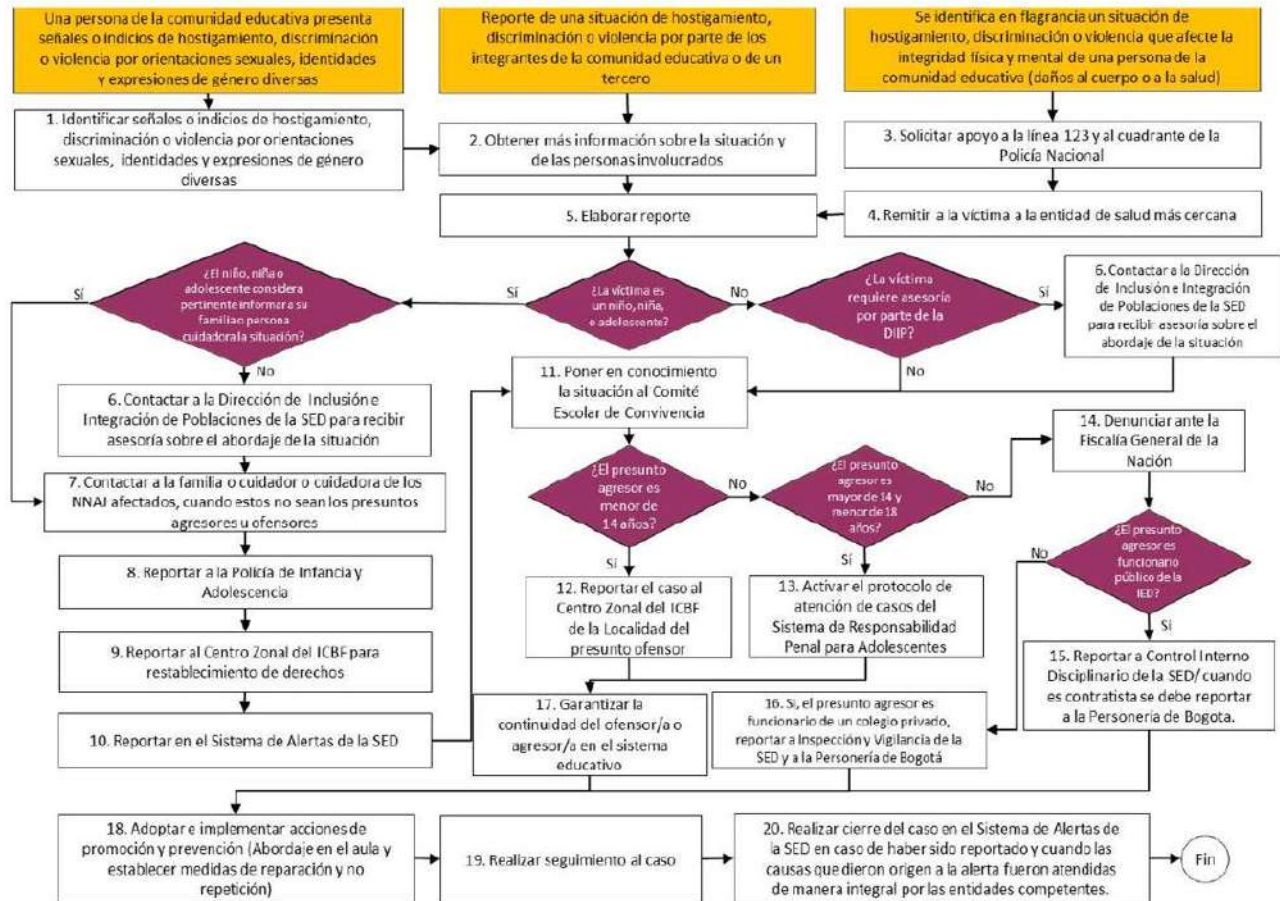 Una persona de la comunidad educativa presenta
señales o indicios de hostigamiento, discriminación
o violencia por orientaciones sexuales, identidades
y expresiones de género diversas
Reporte de una situación de hostigamiento,
discriminación o violencia por parte de los
integrantes de la comunidad educativa o de un
tercero
Se identifica en flagrancia un situación de
hostigamiento, discriminación o violencia que afecte la
integridad física y mental de una persona de la
comunidad educativa (daños al cuerpo o a la salud)
1. Identificar señales o indicios de hostigamiento,
discriminación o violencia por orientaciones
sexuales, identidades y expresiones de género
diversas
2. Obtener más información sobre la situación y
de las personas involucrados
3. Solicitar apoyo a la línea 123 y al cuadrante de la
Policía Nacional
5. Elaborar reporte
4. Remitir a la víctima a la entidad de salud más cercana
Sí
¿El niño, niña o
adolescente considera
pertinente informar a su
familia o persona
cuidadora la situación?
Sí
¿La víctima es
un niño, niña,
o adolescente?
No
¿La víctima
requiere asesoría
por parte de la
DIIP?
Sí
6. Contactar a la Dirección
de Inclusión e Integración
de Poblaciones de la SED
para recibir asesoría sobre el
abordaje de la situación
No
No
6. Contactar a la Dirección de Inclusión e
Integración de Poblaciones de la SED para recibir
asesoría sobre el abordaje de la situación
11. Poner en conocimiento
la situación al Comité
Escolar de Convivencia
14. Denunciar ante la
Fiscalía General de la
Nación
7. Contactar a la familia o cuidador o cuidadora de los
NNAJ afectados, cuando estos no sean los presuntos
agresores u ofensores
¿El presunto
agresor es
menor de
14 años?
No
¿El presunto
agresor es
mayor de 14 y
menor de 18
años?
No
¿El presunto
agresor es
funcionario
público de la
IED?
No
Sí
Sí
Sí
8. Reportar a la Policía de Infancia y
Adolescencia
12. Reportar el caso al
Centro Zonal del ICBF
de la Localidad del
presunto ofensor
13. Activar el protocolo de
atención de casos del
Sistema de Responsabilidad
Penal para Adolescentes
9. Reportar al Centro Zonal del ICBF para
restablecimiento de derechos
15. Reportar a Control Interno
Disciplinario de la SED/ cuando
es contratista se debe reportar
a la Personería de Bogota.
10. Reportar en el Sistema de Alertas de la SED
17. Garantizar la
continuidad del ofensor/a o
agresor/a en el sistema
educativo
16. Si, el presunto agresor es
funcionario de un colegio privado,
reportar a Inspección y Vigilancia de la
SED y a la Personería de Bogotá
18. Adoptar e implementar acciones de
promoción y prevención (Abordaje en el aula y
establecer medidas de reparación y no
repetición)
19. Realizar seguimiento al caso
20. Realizar cierre del caso en el Sistema de Alertas de
la SED en caso de haber sido reportado y cuando las
causas que dieron origen a la alerta fueron atendidas
de manera integral por las entidades competentes.
Fin